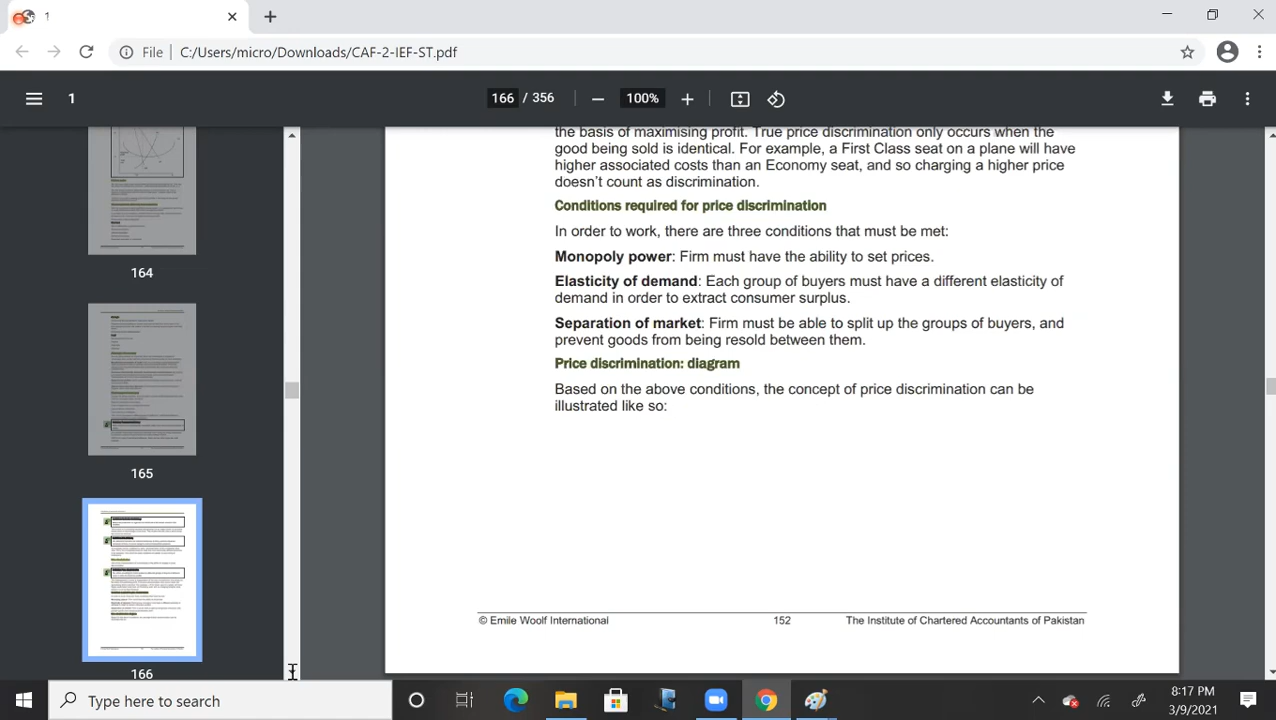 1
File
C:/Users/micro/Downloads/CAF-2-IEF-ST.pdf
1
166 / 356
100%
the basis of maximising profit. True price discrimination only occurs when the
good being sold is identical. For example, a First Class seat on a plane will have
higher associated costs than an Economy seat, and so charging a higher price
doesn't count as discrimination.
Conditions required for price discrimination
In order to work, there are three conditions that must be met:
Monopoly power: Firm must have the ability to set prices.
Elasticity of demand: Each group of buyers must have a different elasticity of
demand in order to extract consumer surplus.
Separation of market: Firm must be able to split up the groups of buyers, and
prevent goods from being resold between them.
Price discrimination: diagram
Based on the above conditions, the concept of price discrimination can be
illustrated like so:
© Emile Woolf International
152
The Institute of Chartered Accountants of Pakistan
164
165
166
Type here to search
8:17 PM
3/9/2021